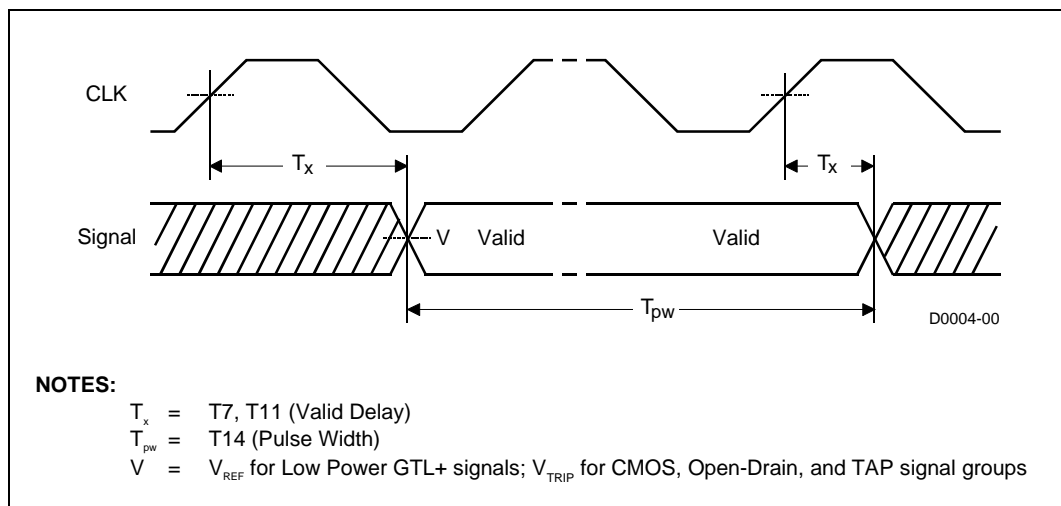 CLK
Tx Tx
Signal V Valid Valid
Tpw
D0004-00
NOTES:
Tx = T7, T11 (Valid Delay)
Tpw = T14 (Pulse Width)
V = VREF for Low Power GTL+ signals; VTRIP for CMOS, Open-Drain, and TAP signal groups